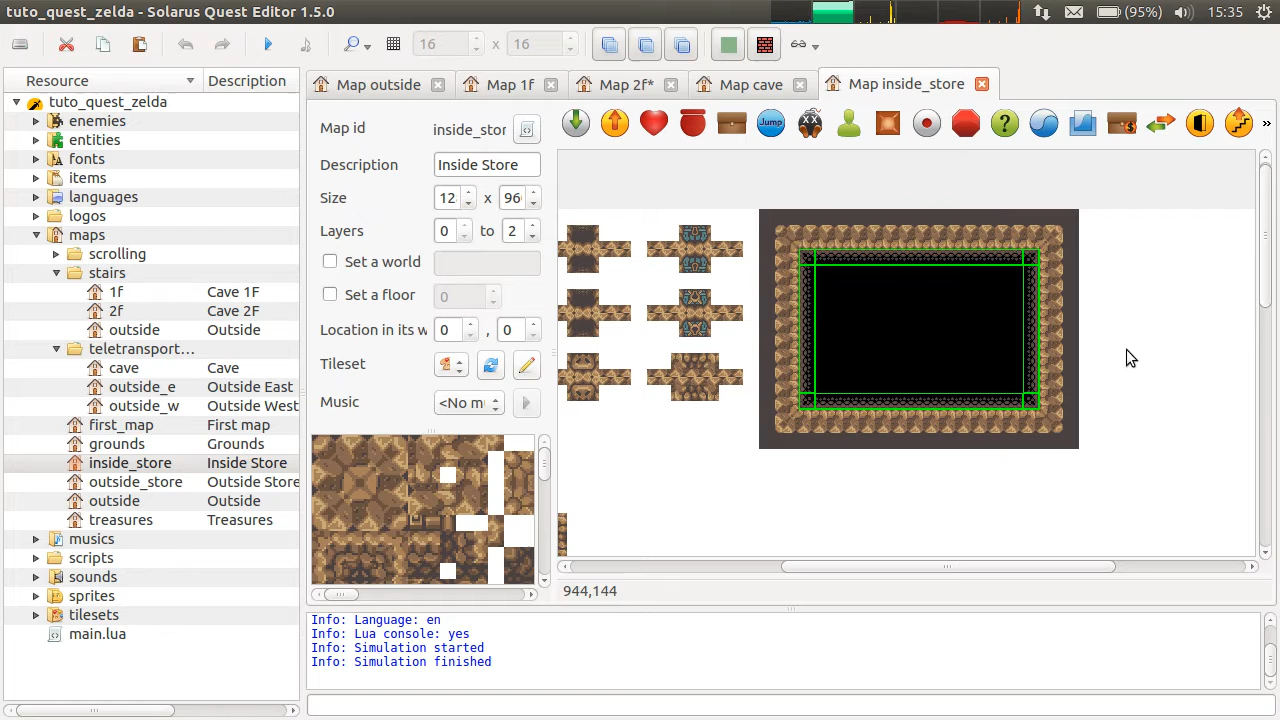 tuto_quest_zelda - Solarus Quest Editor 1.5.0
(95%)
15:35
16 x 16
Resource Description
tuto_quest_zelda
enemies
entities
fonts
items
languages
logos
maps
scrolling
stairs
1f Cave 1F
2f Cave 2F
outside Outside
teletransport...
cave Cave
outside_e Outside East
outside_w Outside West
first_map First map
grounds Grounds
inside_store Inside Store
outside_store Outside Store
outside Outside
treasures Treasures
musics
scripts
sounds
sprites
tilesets
main.lua
Map outside Map 1f Map 2f* Map cave Map inside_store
Jump
?
$
»
Map id inside_stor
Description Inside Store
Size 12 x 96
Layers 0 to 2
Set a world
Set a floor 0
Location in its w 0 , 0
Tileset
Music <No mu
944,144
Info: Language: en
Info: Lua console: yes
Info: Simulation started
Info: Simulation finished